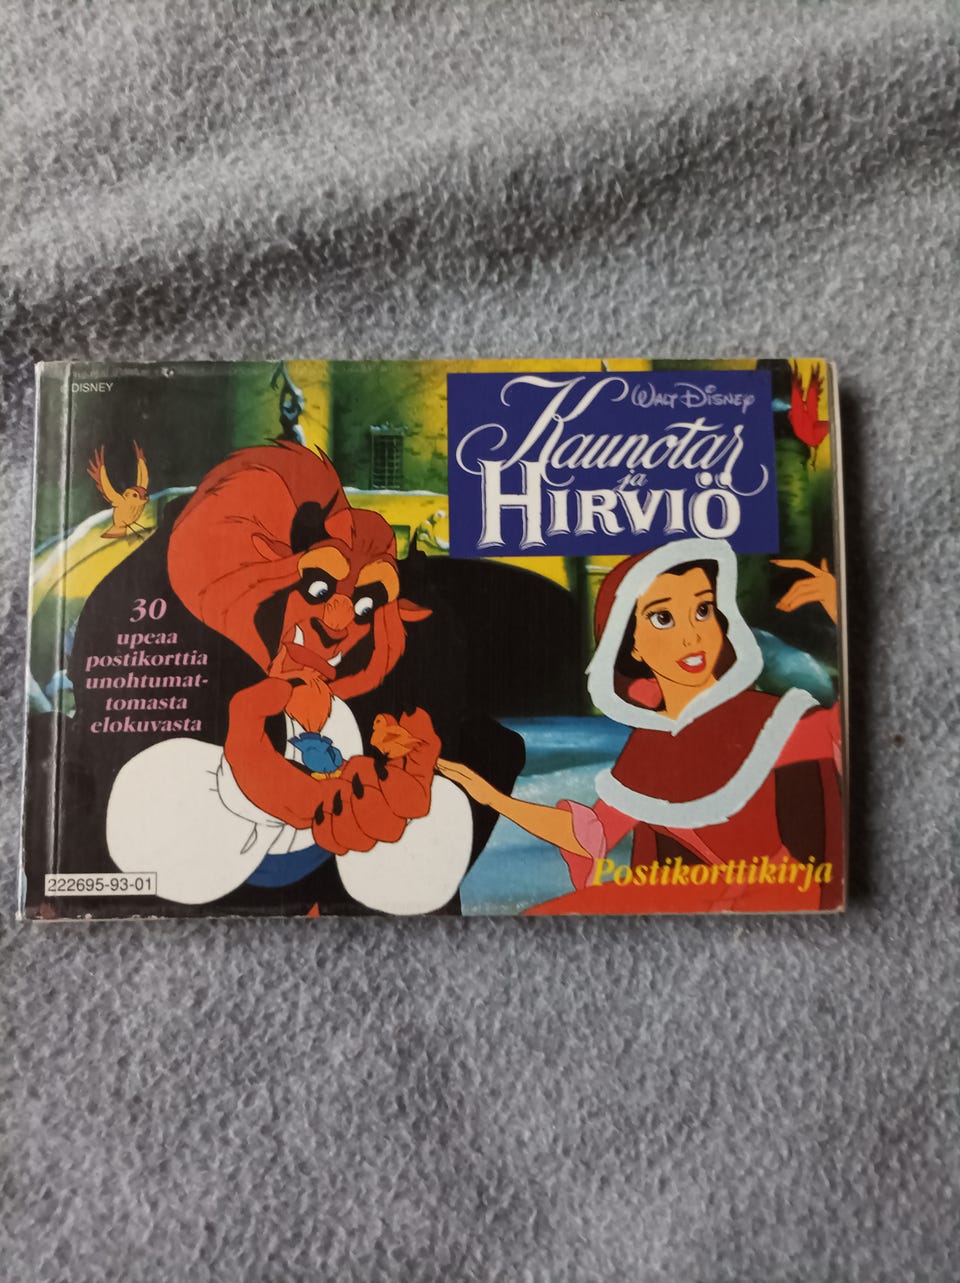 © DISNEY
WALT DISNEY
Kaunotar
ja
HIRVIÖ
30
upeaa
postikorttia
unohtumat-
tomasta
elokuvasta
Postikorttikirja
222695-93-01